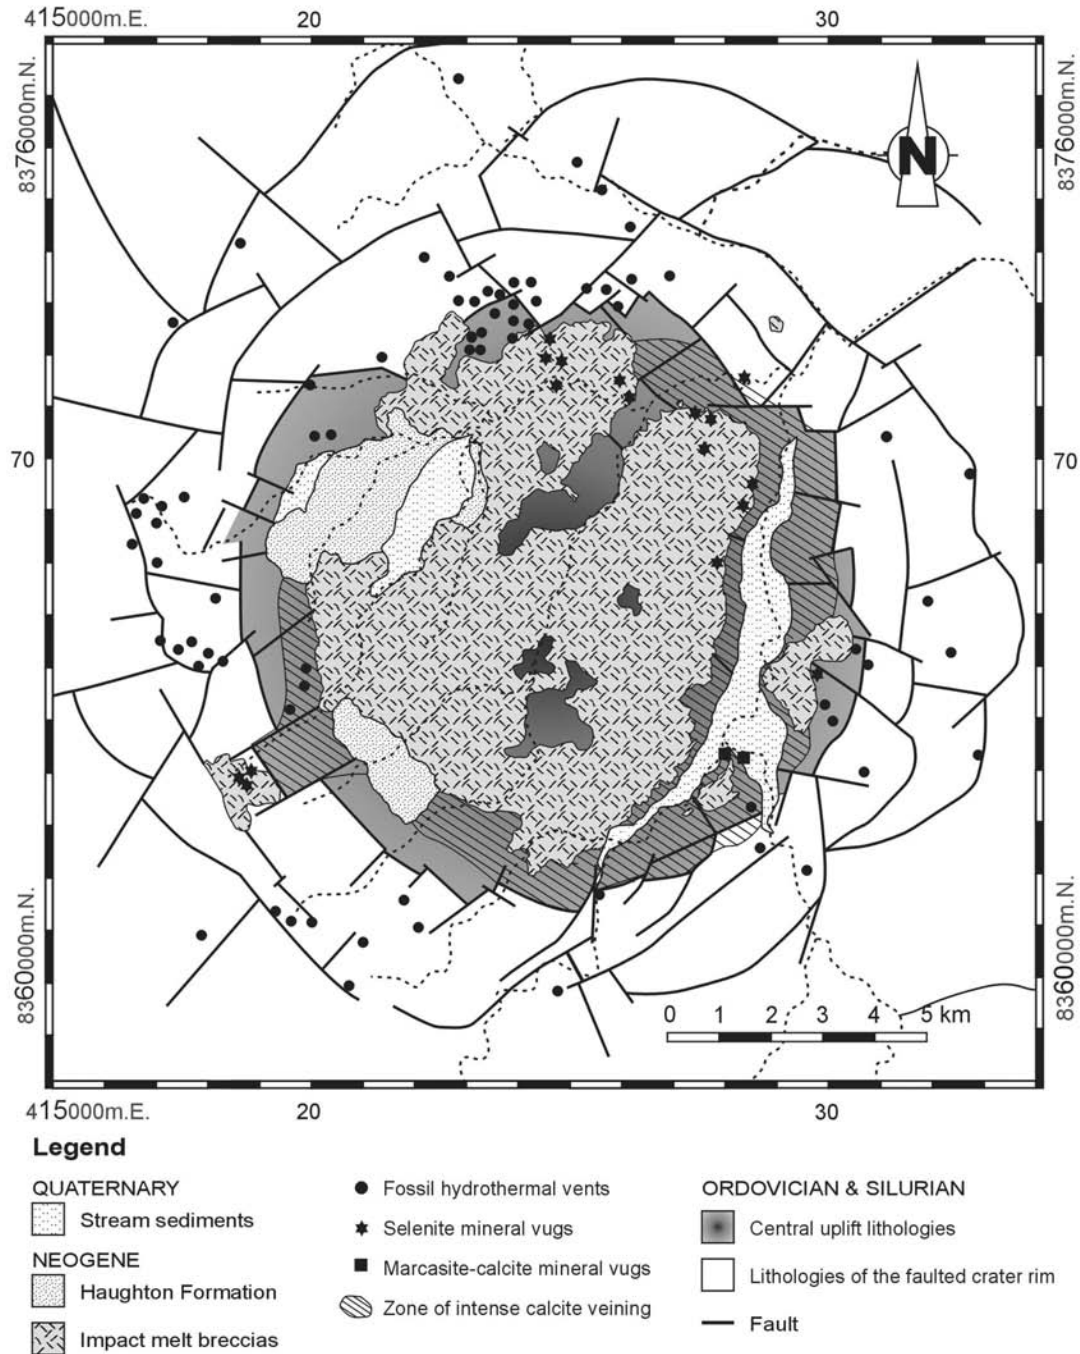 415000m.E.
20
30
8376000m.N.
8376000m.N.
N
70
70
8360000m.N.
8360000m.N.
0 1 2 3 4 5 km
415000m.E.
20
30
Legend
QUATERNARY
Stream sediments
NEOGENE
Haughton Formation
Impact melt breccias
Fossil hydrothermal vents
Selenite mineral vugs
Marcasite-calcite mineral vugs
Zone of intense calcite veining
ORDOVICIAN & SILURIAN
Central uplift lithologies
Lithologies of the faulted crater rim
Fault